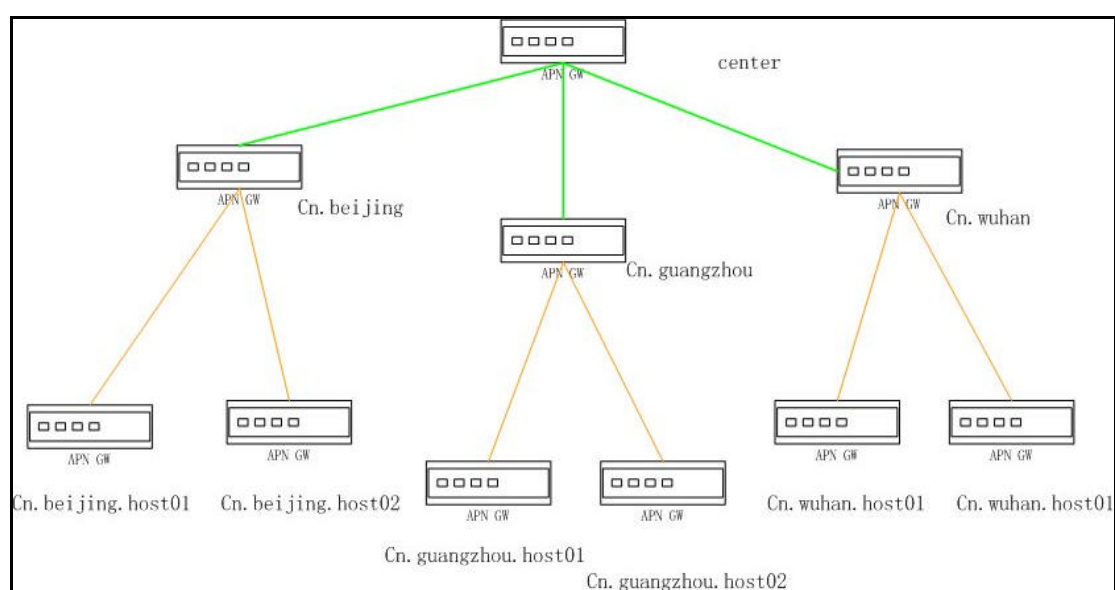 APN GW
center
APN GW
Cn.beijing
APN GW
Cn.wuhan
APN GW
Cn.guangzhou
APN GW
APN GW
APN GW
APN GW
Cn.beijing.host01
Cn.beijing.host02
Cn.wuhan.host01
Cn.wuhan.host01
APN GW
APN GW
Cn.guangzhou.host01
Cn.guangzhou.host02